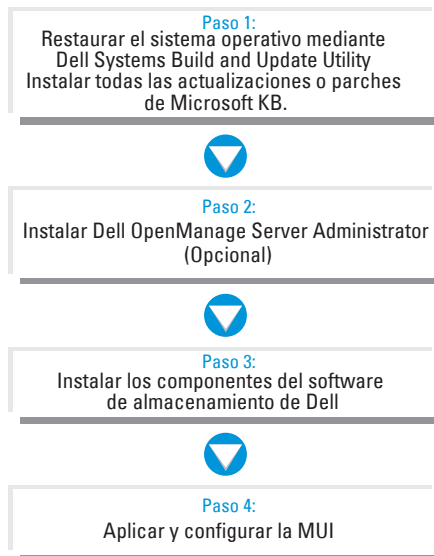 Paso 1:
Restaurar el sistema operativo mediante
Dell Systems Build and Update Utility
Instalar todas las actualizaciones o parches
de Microsoft KB.
Paso 2:
Instalar Dell OpenManage Server Administrator
(Opcional)
Paso 3:
Instalar los componentes del software
de almacenamiento de Dell
Paso 4:
Aplicar y configurar la MUI